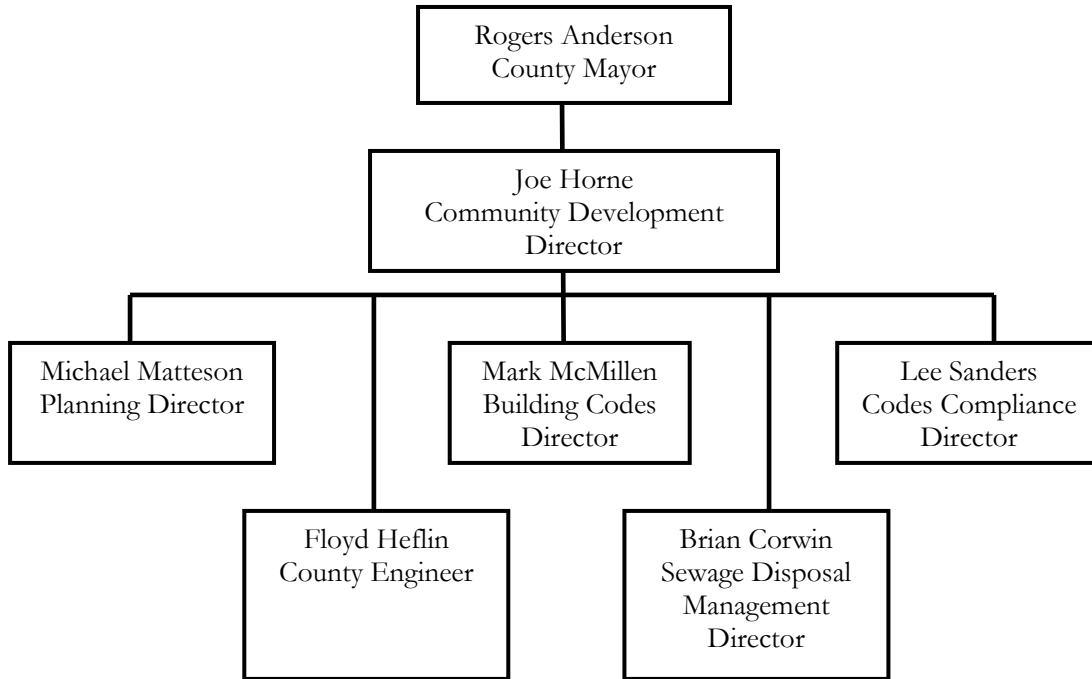 Rogers Anderson
County Mayor
Joe Horne
Community Development
Director
Michael Matteson
Planning Director
Mark McMillen
Building Codes
Director
Lee Sanders
Codes Compliance
Director
Floyd Heflin
County Engineer
Brian Corwin
Sewage Disposal
Management
Director